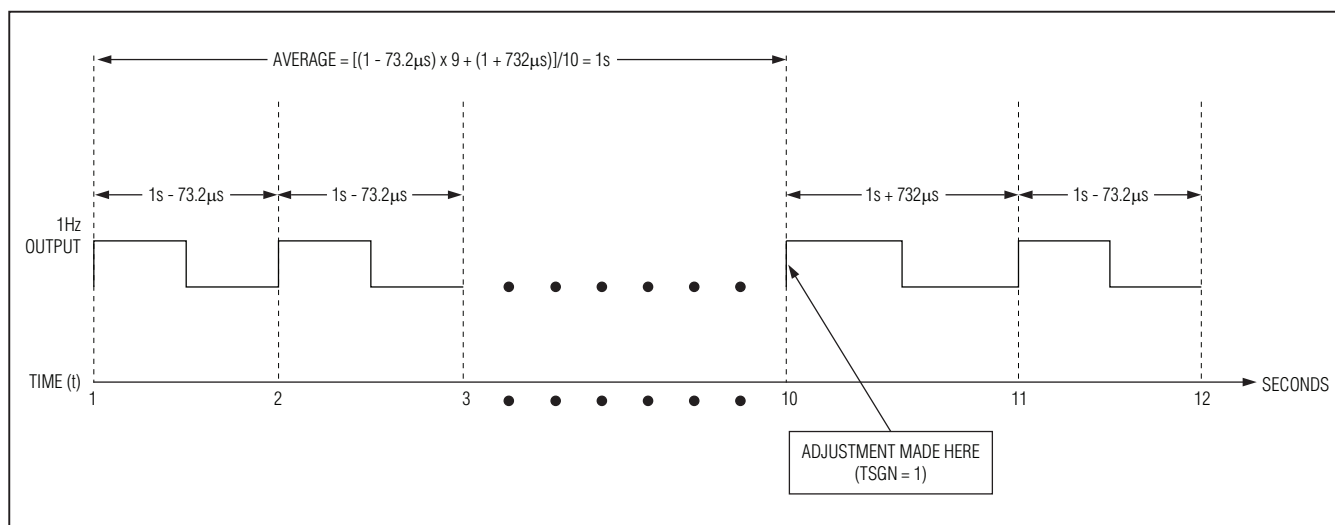 AVERAGE = [(1 - 73.2μs) x 9 + (1 + 732μs)]/10 = 1s
1s - 73.2μs
1s - 73.2μs
1s + 732μs
1s - 73.2μs
1Hz
OUTPUT
TIME (t)
1
2
3
10
11
12
SECONDS
ADJUSTMENT MADE HERE
(TSGN = 1)